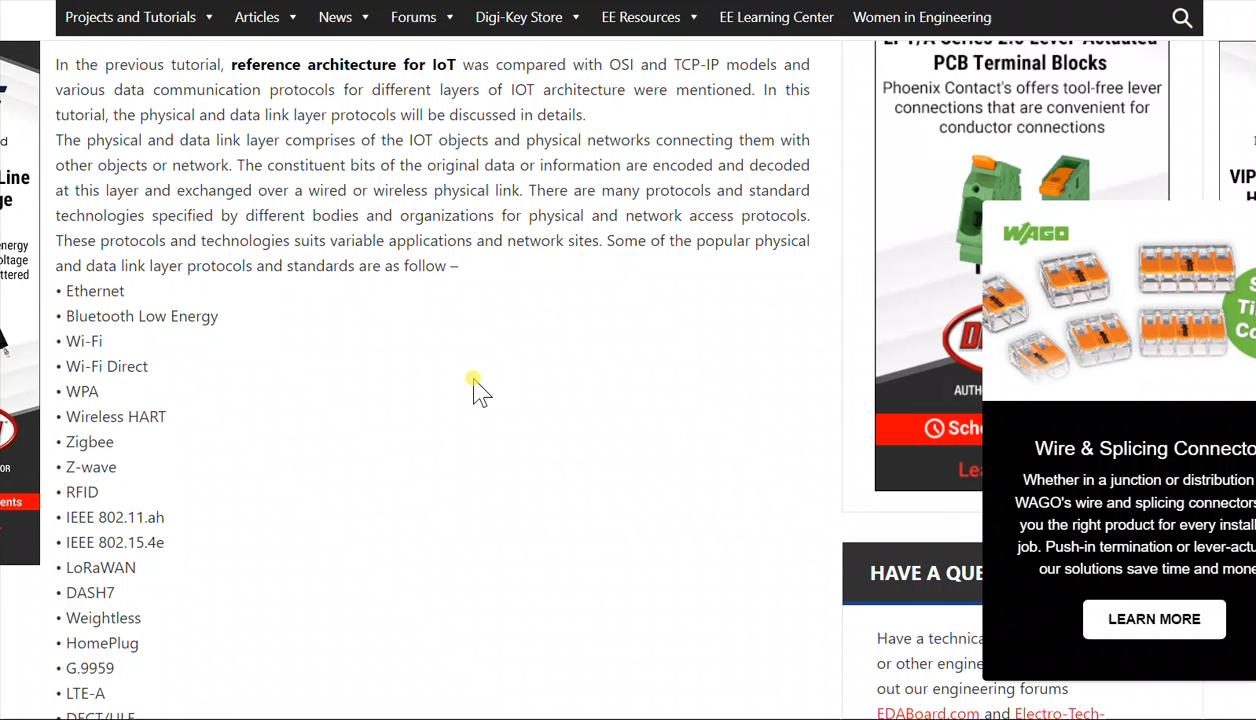 Projects and Tutorials
Articles
News
Forums
Digi-Key Store
EE Resources
EE Learning Center
Women in Engineering
In the previous tutorial, reference architecture for IoT was compared with OSI and TCP-IP models and
various data communication protocols for different layers of IOT architecture were mentioned. In this
tutorial, the physical and data link layer protocols will be discussed in details.
The physical and data link layer comprises of the IOT objects and physical networks connecting them with
other objects or network. The constituent bits of the original data or information are encoded and decoded
at this layer and exchanged over a wired or wireless physical link. There are many protocols and standard
technologies specified by different bodies and organizations for physical and network access protocols.
These protocols and technologies suits variable applications and network sites. Some of the popular physical
and data link layer protocols and standards are as follow –
• Ethernet
• Bluetooth Low Energy
• Wi-Fi
• Wi-Fi Direct
• WPA
• Wireless HART
• Zigbee
• Z-wave
• RFID
• IEEE 802.11.ah
• IEEE 802.15.4e
• LoRaWAN
• DASH7
• Weightless
• HomePlug
• G.9959
• LTE-A
• DECT/ULE
Line
PCB Terminal Blocks
Phoenix Contact's offers tool-free lever
connections that are convenient for
conductor connections
AUTH
Sche
Lea
WAGO
Wire & Splicing Connecto
Whether in a junction or distribution
WAGO's wire and splicing connectors
you the right product for every install
job. Push-in termination or lever-actu
our solutions save time and mone
LEARN MORE
HAVE A QUE
Have a technica
or other engine
out our engineering forums
EDABoard.com and Electro-Tech-
VIP